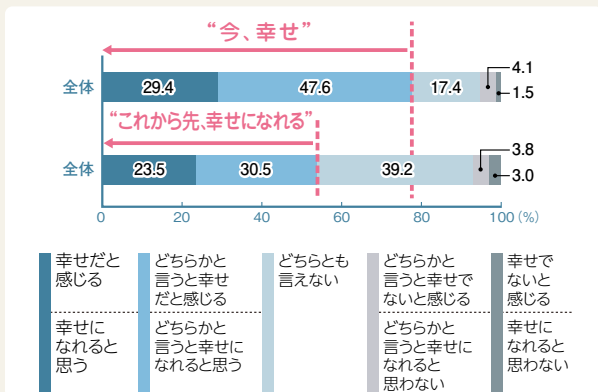 “今、幸せ”
全体
29.4
47.6
17.4
4.1
1.5
“これから先、幸せになれる”
全体
23.5
30.5
39.2
3.8
3.0
0
20
40
60
80
100(%)
幸せだと
感じる
どちらかと
言うと幸せ
だと感じる
どちらとも
言えない
どちらかと
言うと幸せで
ないと感じる
幸せで
ないと
感じる
幸せに
なれると
思う
どちらかと
言うと幸せに
なれると思う
どちらかと
言うと幸せに
なれると
思わない
幸せに
なれると
思わない